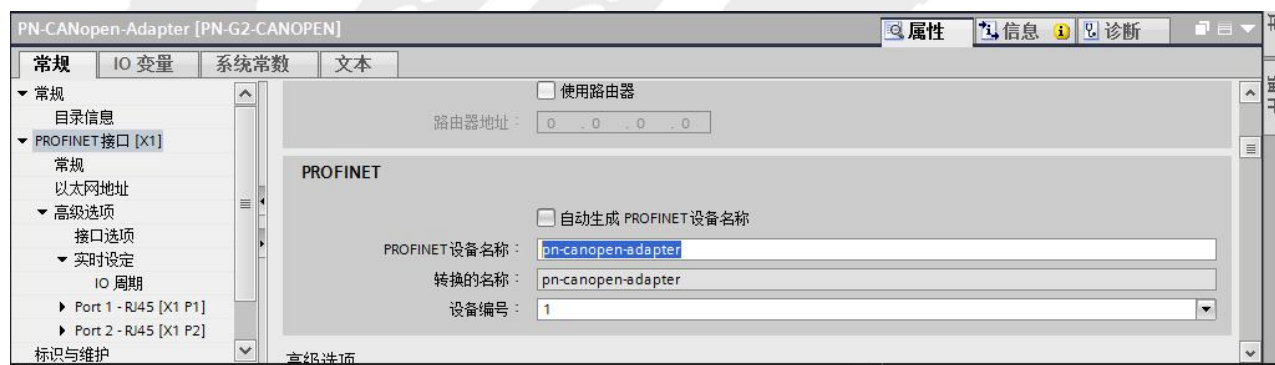 PN-CANopen-Adapter [PN-G2-CANOPEN]
属性
信息
诊断
常规
IO 变量
系统常数
文本
常规
目录信息
PROFINET接口 [X1]
常规
以太网地址
高级选项
接口选项
实时设定
IO 周期
Port 1 - RJ45 [X1 P1]
Port 2 - RJ45 [X1 P2]
标识与维护
使用路由器
路由器地址： 0 . 0 . 0 . 0
PROFINET
自动生成 PROFINET设备名称
PROFINET设备名称： pn-canopen-adapter
转换的名称： pn-canopen-adapter
设备编号： 1
高级选项